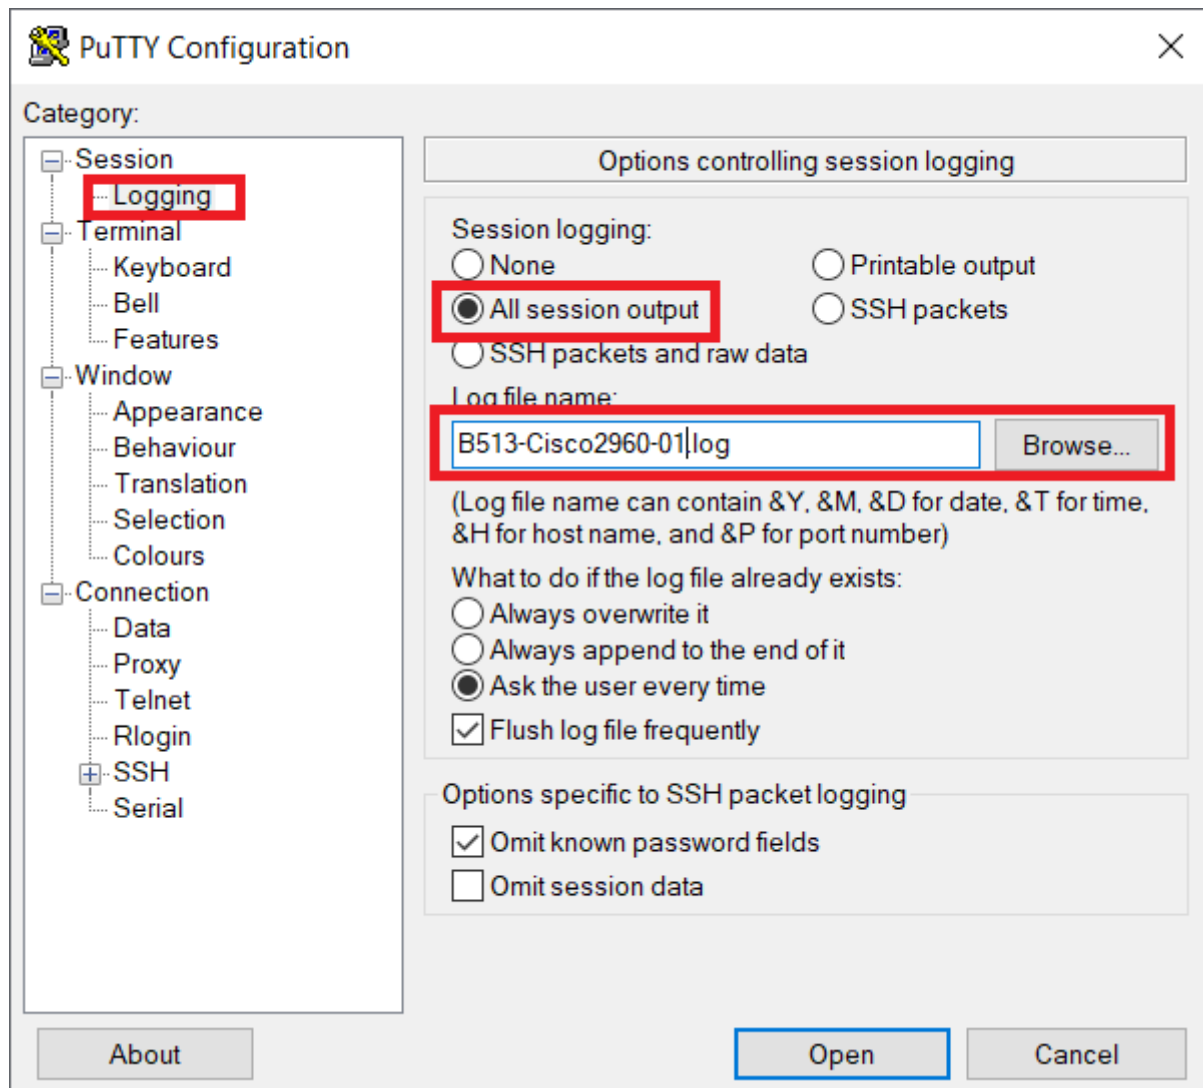 PuTTY Configuration
Category:
Session
Logging
Terminal
Keyboard
Bell
Features
Window
Appearance
Behaviour
Translation
Selection
Colours
Connection
Data
Proxy
Telnet
Rlogin
SSH
Serial
Options controlling session logging
Session logging:
None
Printable output
All session output
SSH packets
SSH packets and raw data
Log file name:
B513-Cisco2960-01.log
Browse...
(Log file name can contain &Y, &M, &D for date, &T for time,
&H for host name, and &P for port number)
What to do if the log file already exists:
Always overwrite it
Always append to the end of it
Ask the user every time
Flush log file frequently
Options specific to SSH packet logging
Omit known password fields
Omit session data
About
Open
Cancel